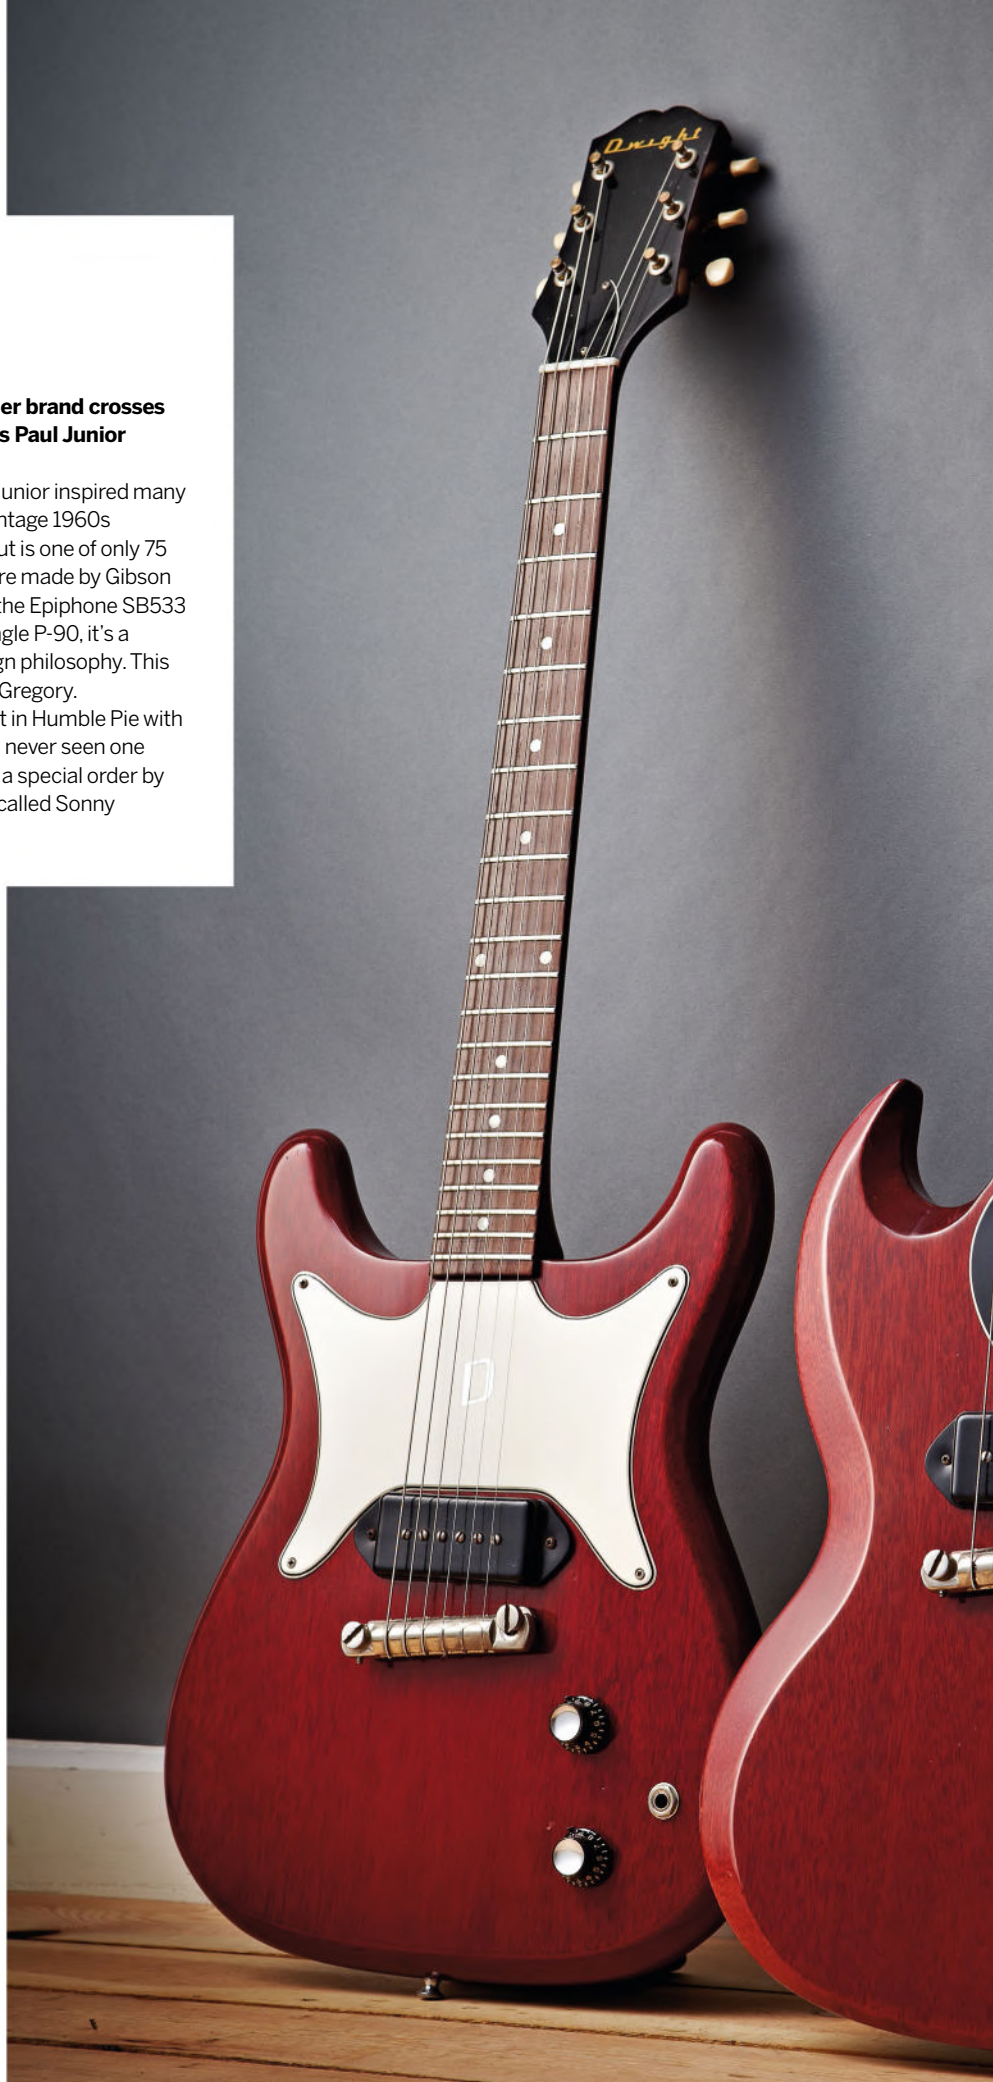 Dwight
er brand crosses
s Paul Junior
unior inspired many
ntage 1960s
ut is one of only 75
re made by Gibson
the Epiphone SB533
gle P-90, it's a
gn philosophy. This
Gregory.
t in Humble Pie with
never seen one
a special order by
called Sonny
D